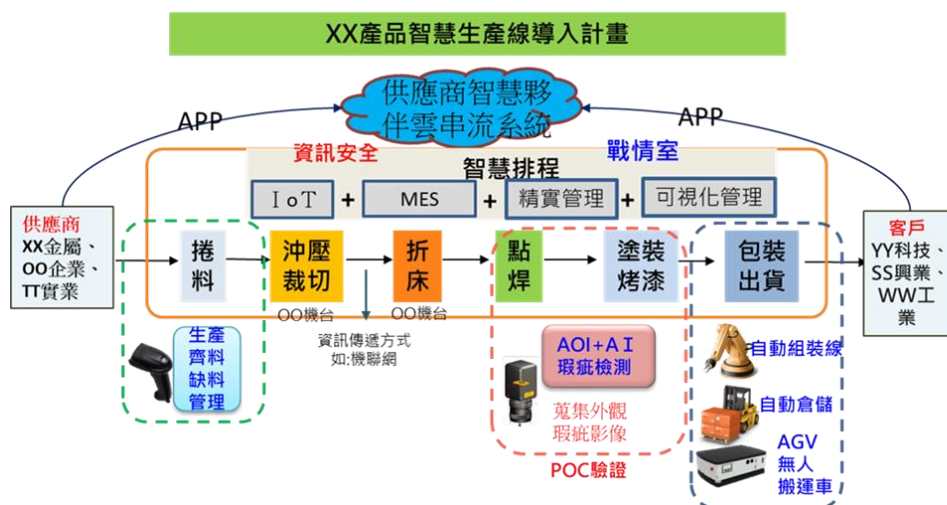 XX產品智慧生產線導入計畫
供應商智慧夥
伴雲串流系統
APP
APP
資訊安全
戰情室
智慧排程
IoT
+
MES
+
精實管理
+
可視化管理
供應商
XX金屬、
OO企業、
TT實業
捲
料
沖壓
裁切
折
床
點
焊
塗裝
烤漆
包裝
出貨
客戶
YY科技、
SS興業、
WW工
業
OO機台
OO機台
資訊傳遞方式
如:機聯網
生產
齊料
缺料
管理
AOI+AI
瑕疵檢測
蒐集外觀
瑕疵影像
POC驗證
自動組裝線
自動倉儲
AGV
無人
搬運車